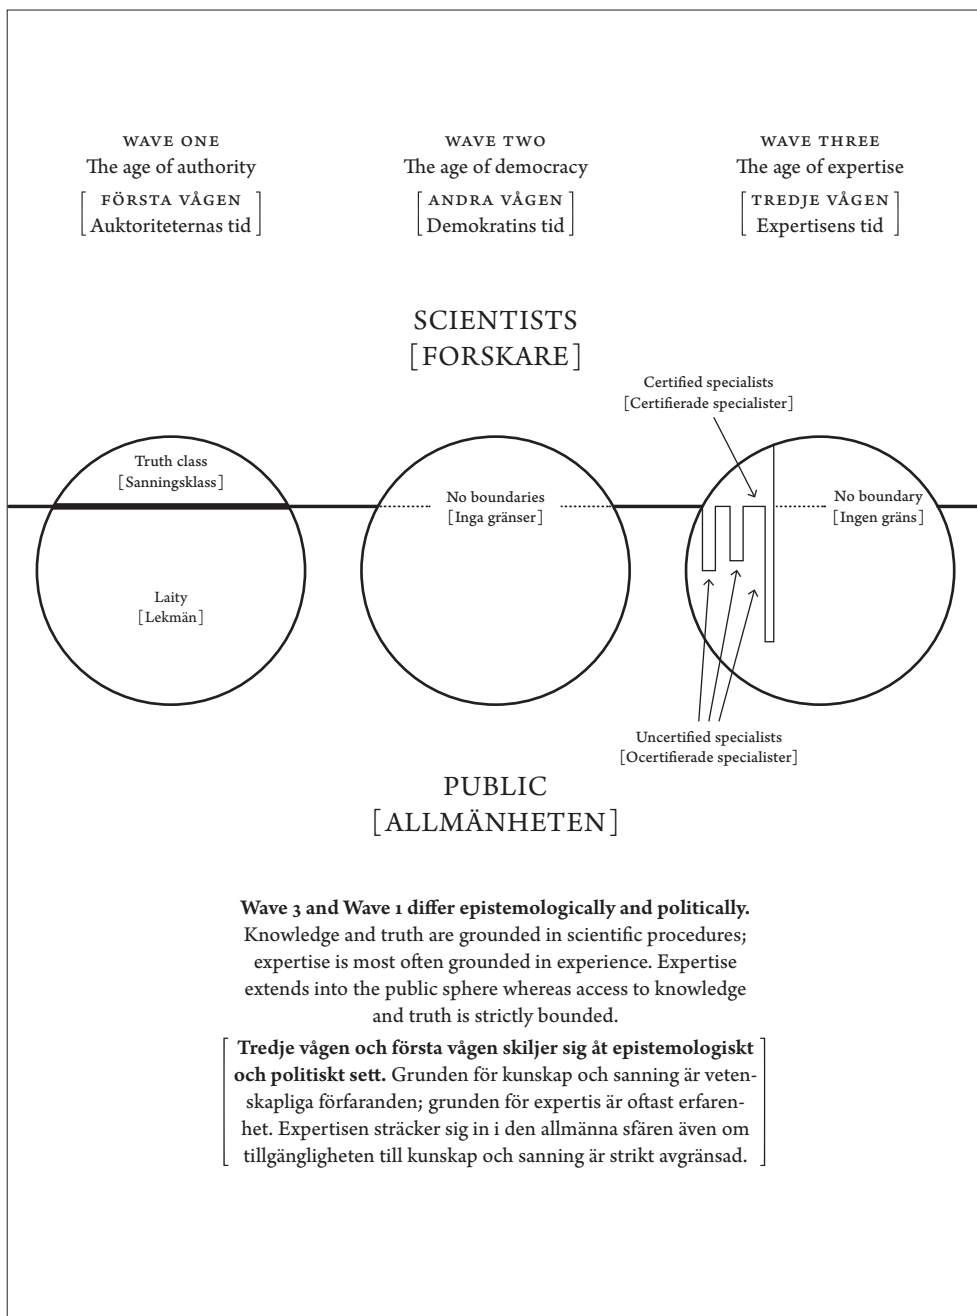 WAVE ONE
The age of authority
[ FÖRSTA VÅGEN
Auktoriteternas tid ]
WAVE TWO
The age of democracy
[ ANDRA VÅGEN
Demokratins tid ]
WAVE THREE
The age of expertise
[ TREDJE VÅGEN
Expertisens tid ]
SCIENTISTS
[FORSKARE]
Certified specialists
[Certifierade specialister]
Truth class
[Sanningsklass]
No boundaries
[Inga gränser]
No boundary
[Ingen gräns]
Laity
[Lekmän]
Uncertified specialists
[Ocertifierade specialister]
PUBLIC
[ALLMÄNHETEN]
Wave 3 and Wave 1 differ epistemologically and politically.
Knowledge and truth are grounded in scientific procedures;
expertise is most often grounded in experience. Expertise
extends into the public sphere whereas access to knowledge
and truth is strictly bounded.
[ Tredje vågen och första vågen skiljer sig åt epistemologiskt
och politiskt sett. Grunden för kunskap och sanning är veten-
skapliga förfaranden; grunden för expertis är oftast erfaren-
het. Expertisen sträcker sig in i den allmänna sfären även om
tillgängligheten till kunskap och sanning är strikt avgränsad. ]